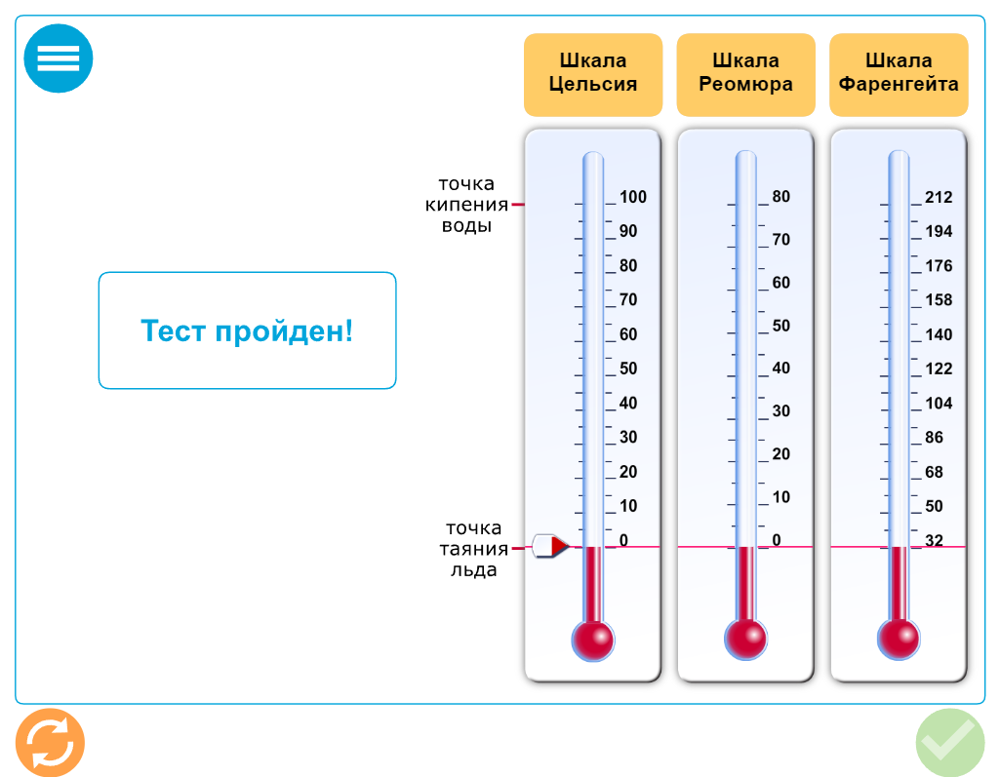 Шкала
Цельсия
Шкала
Реомюра
Шкала
Фаренгейта
точка
кипения
воды
Тест пройден!
точка
таяния
льда
100
90
80
70
60
50
40
30
20
10
0
80
70
60
50
40
30
20
10
0
212
194
176
158
140
122
104
86
68
50
32